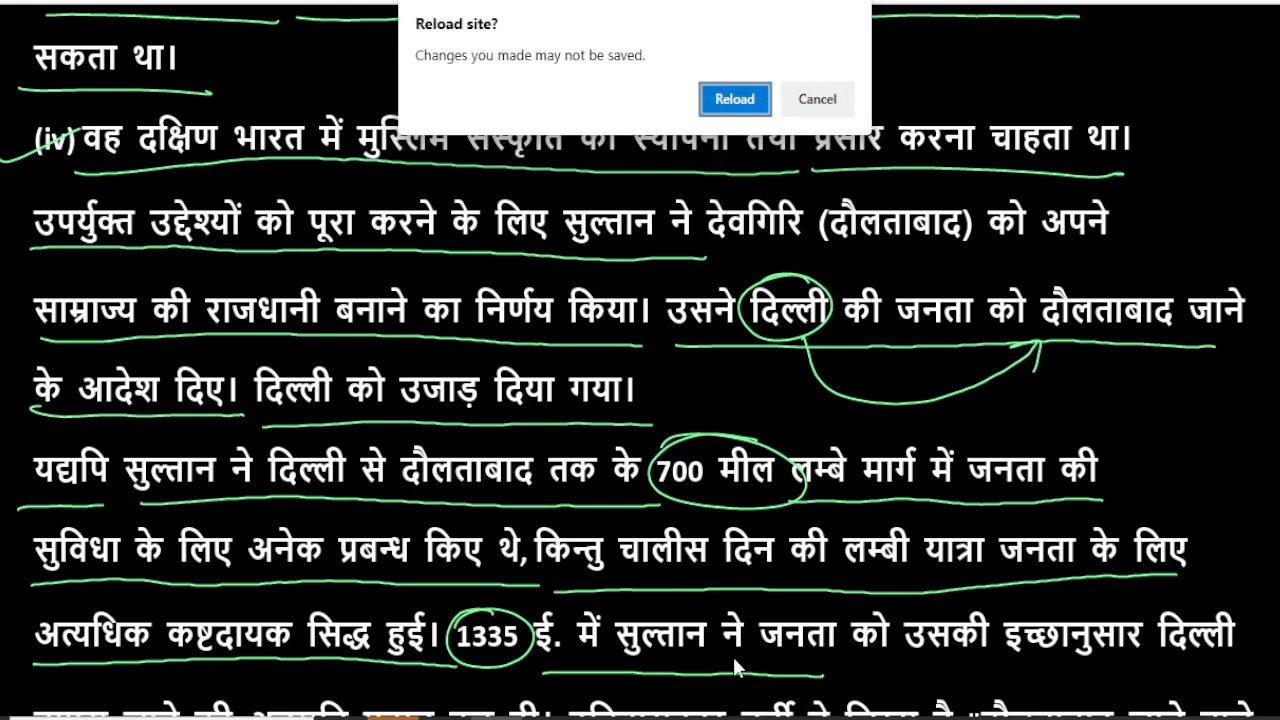 Reload site?
Changes you made may not be saved.
Reload Cancel
सकता था।
(iv) वह दक्षिण भारत में मुस्लिम संस्कृति की स्थापना तथा प्रसार करना चाहता था।
उपर्युक्त उद्देश्यों को पूरा करने के लिए सुल्तान ने देवगिरि (दौलताबाद) को अपने
साम्राज्य की राजधानी बनाने का निर्णय किया। उसने दिल्ली की जनता को दौलताबाद जाने
के आदेश दिए। दिल्ली को उजाड़ दिया गया।
यद्यपि सुल्तान ने दिल्ली से दौलताबाद तक के 700 मील लम्बे मार्ग में जनता की
सुविधा के लिए अनेक प्रबन्ध किए थे, किन्तु चालीस दिन की लम्बी यात्रा जनता के लिए
अत्यधिक कष्टदायक सिद्ध हुई। 1335 ई. में सुल्तान ने जनता को उसकी इच्छानुसार दिल्ली